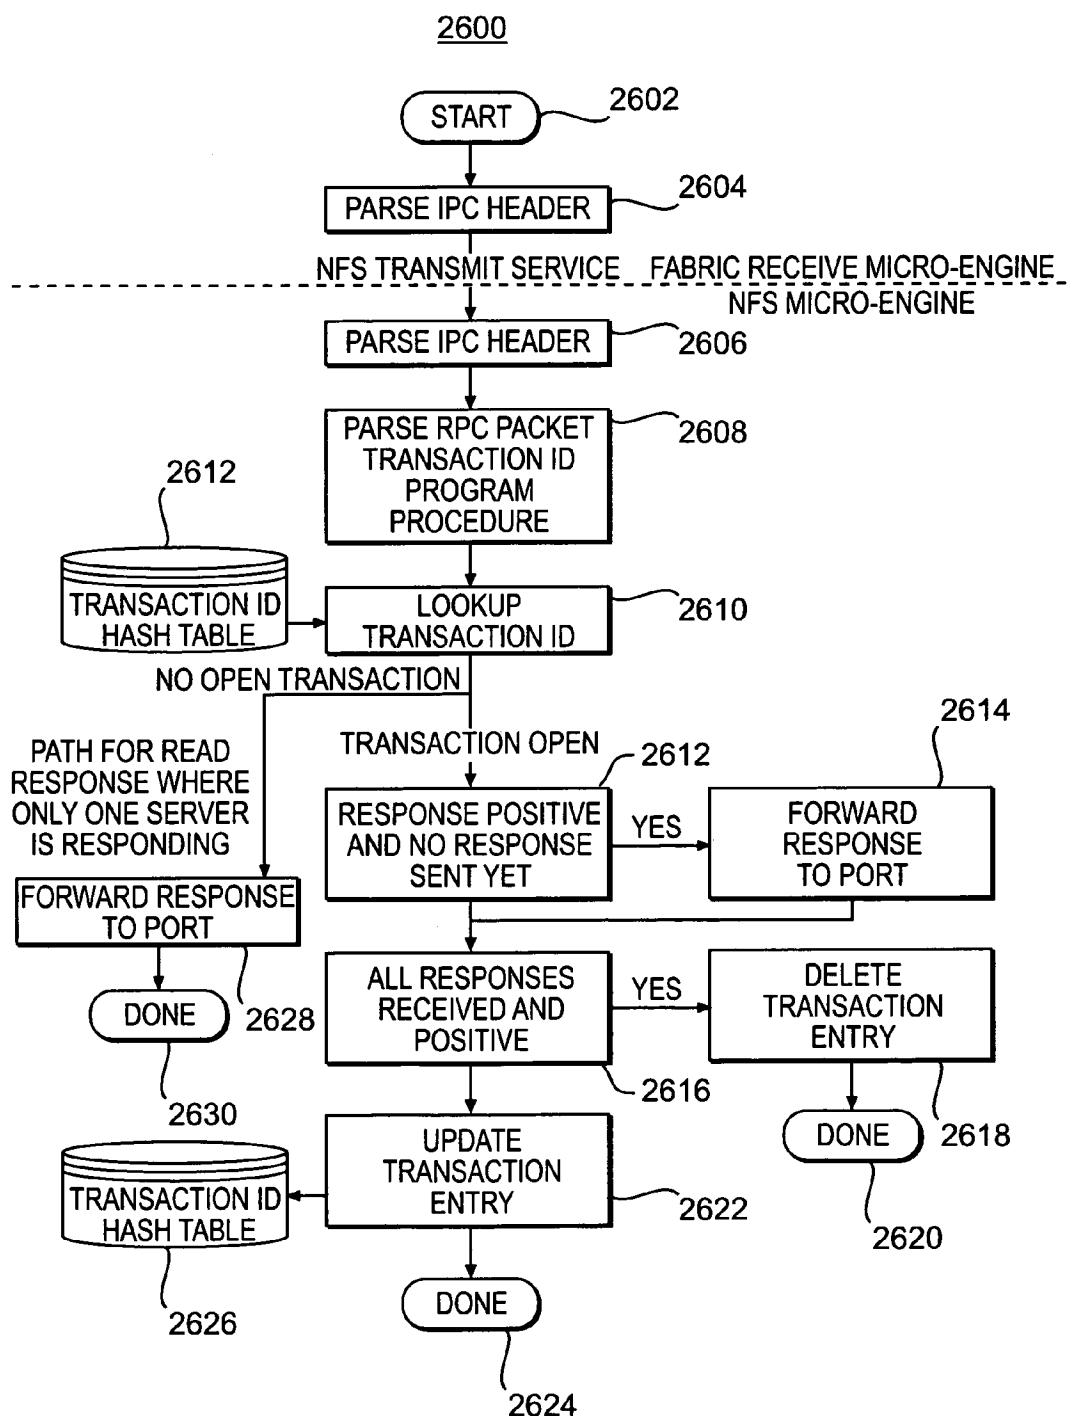 2600
START
2602
PARSE IPC HEADER
2604
NFS TRANSMIT SERVICE
FABRIC RECEIVE MICRO-ENGINE
NFS MICRO-ENGINE
PARSE IPC HEADER
2606
PARSE RPC PACKET
TRANSACTION ID
PROGRAM
PROCEDURE
2608
2612
TRANSACTION ID
HASH TABLE
LOOKUP
TRANSACTION ID
2610
NO OPEN TRANSACTION
PATH FOR READ
RESPONSE WHERE
ONLY ONE SERVER
IS RESPONDING
TRANSACTION OPEN
2612
RESPONSE POSITIVE
AND NO RESPONSE
SENT YET
YES
2614
FORWARD
RESPONSE
TO PORT
FORWARD RESPONSE
TO PORT
2628
DONE
2630
ALL RESPONSES
RECEIVED AND
POSITIVE
2616
YES
DELETE
TRANSACTION
ENTRY
2618
DONE
2620
UPDATE
TRANSACTION
ENTRY
2622
TRANSACTION ID
HASH TABLE
2626
DONE
2624